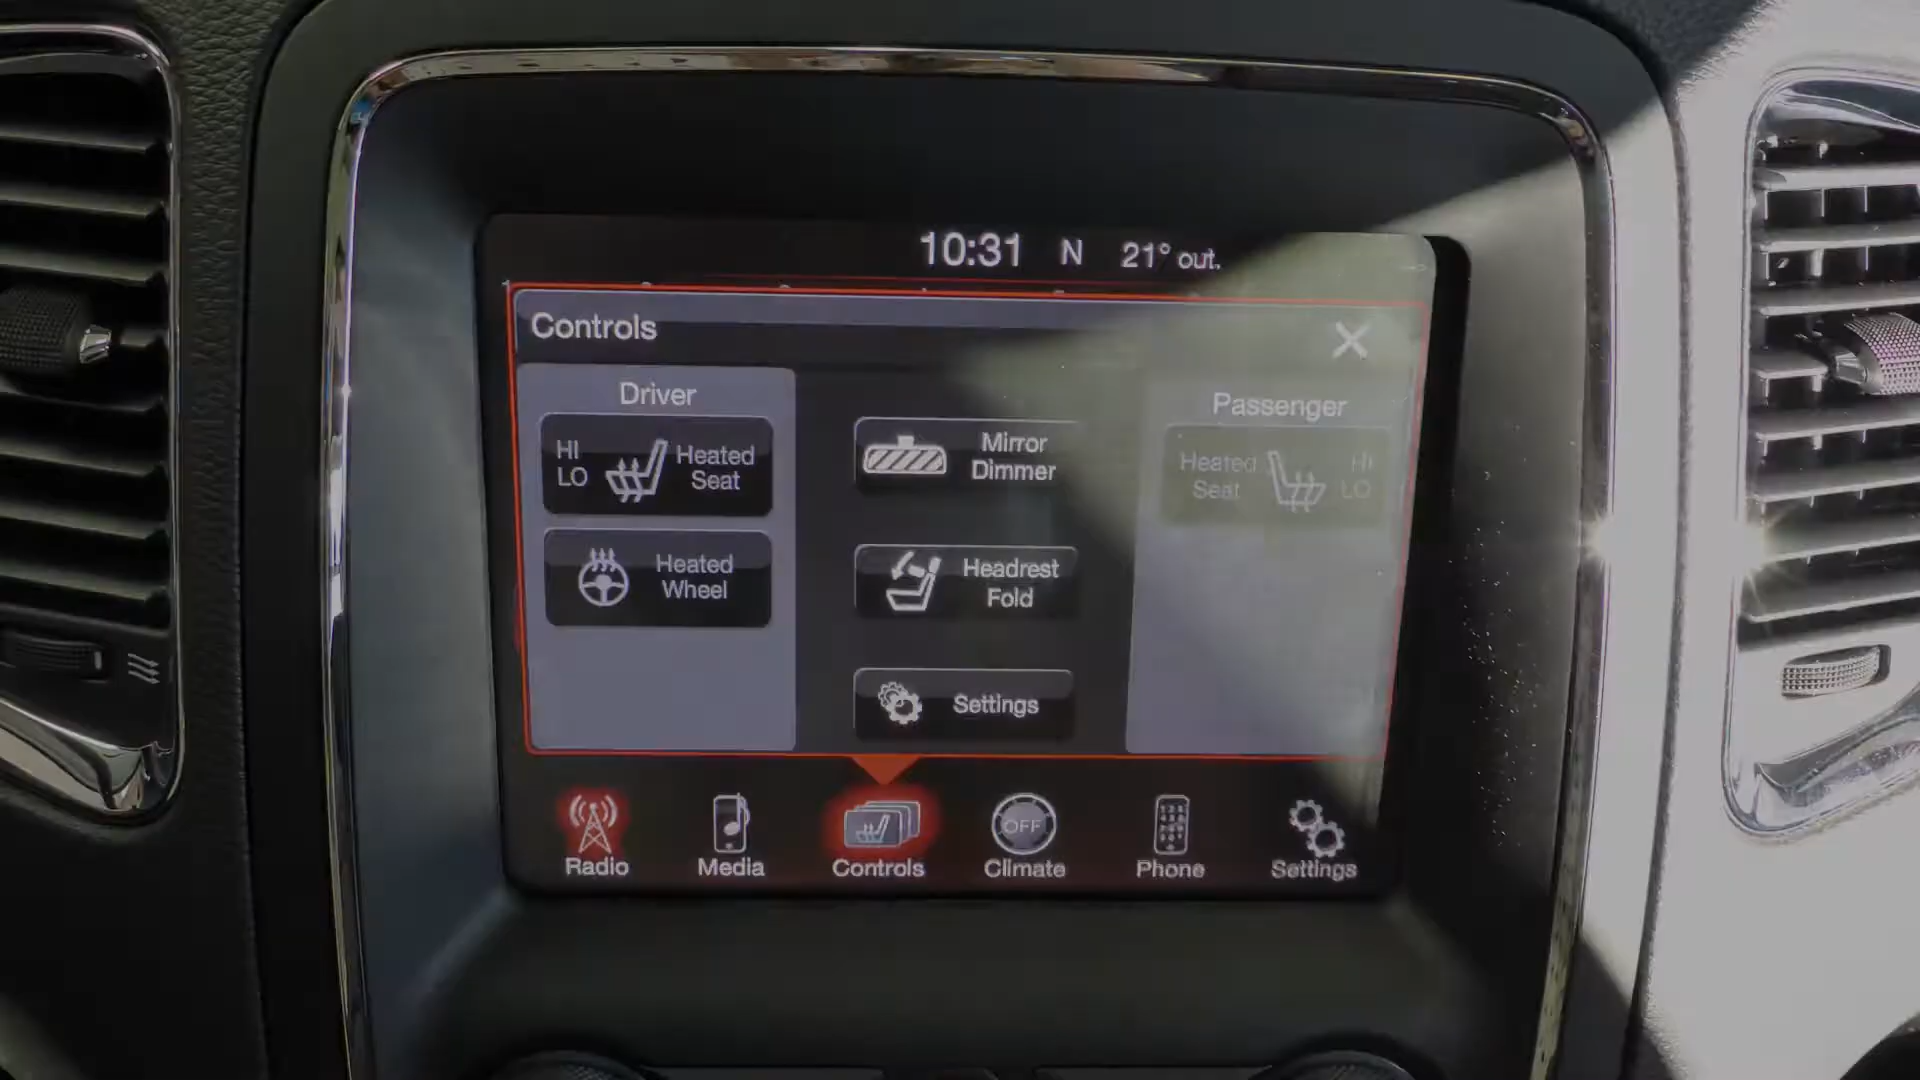 10:31 N 21° out.
Controls
Driver
HI
LO
Heated
Seat
Heated
Wheel
Mirror
Dimmer
Headrest
Fold
Settings
Passenger
Heated
Seat
HI
LO
Radio
Media
Controls
OFF
Climate
Phone
Settings